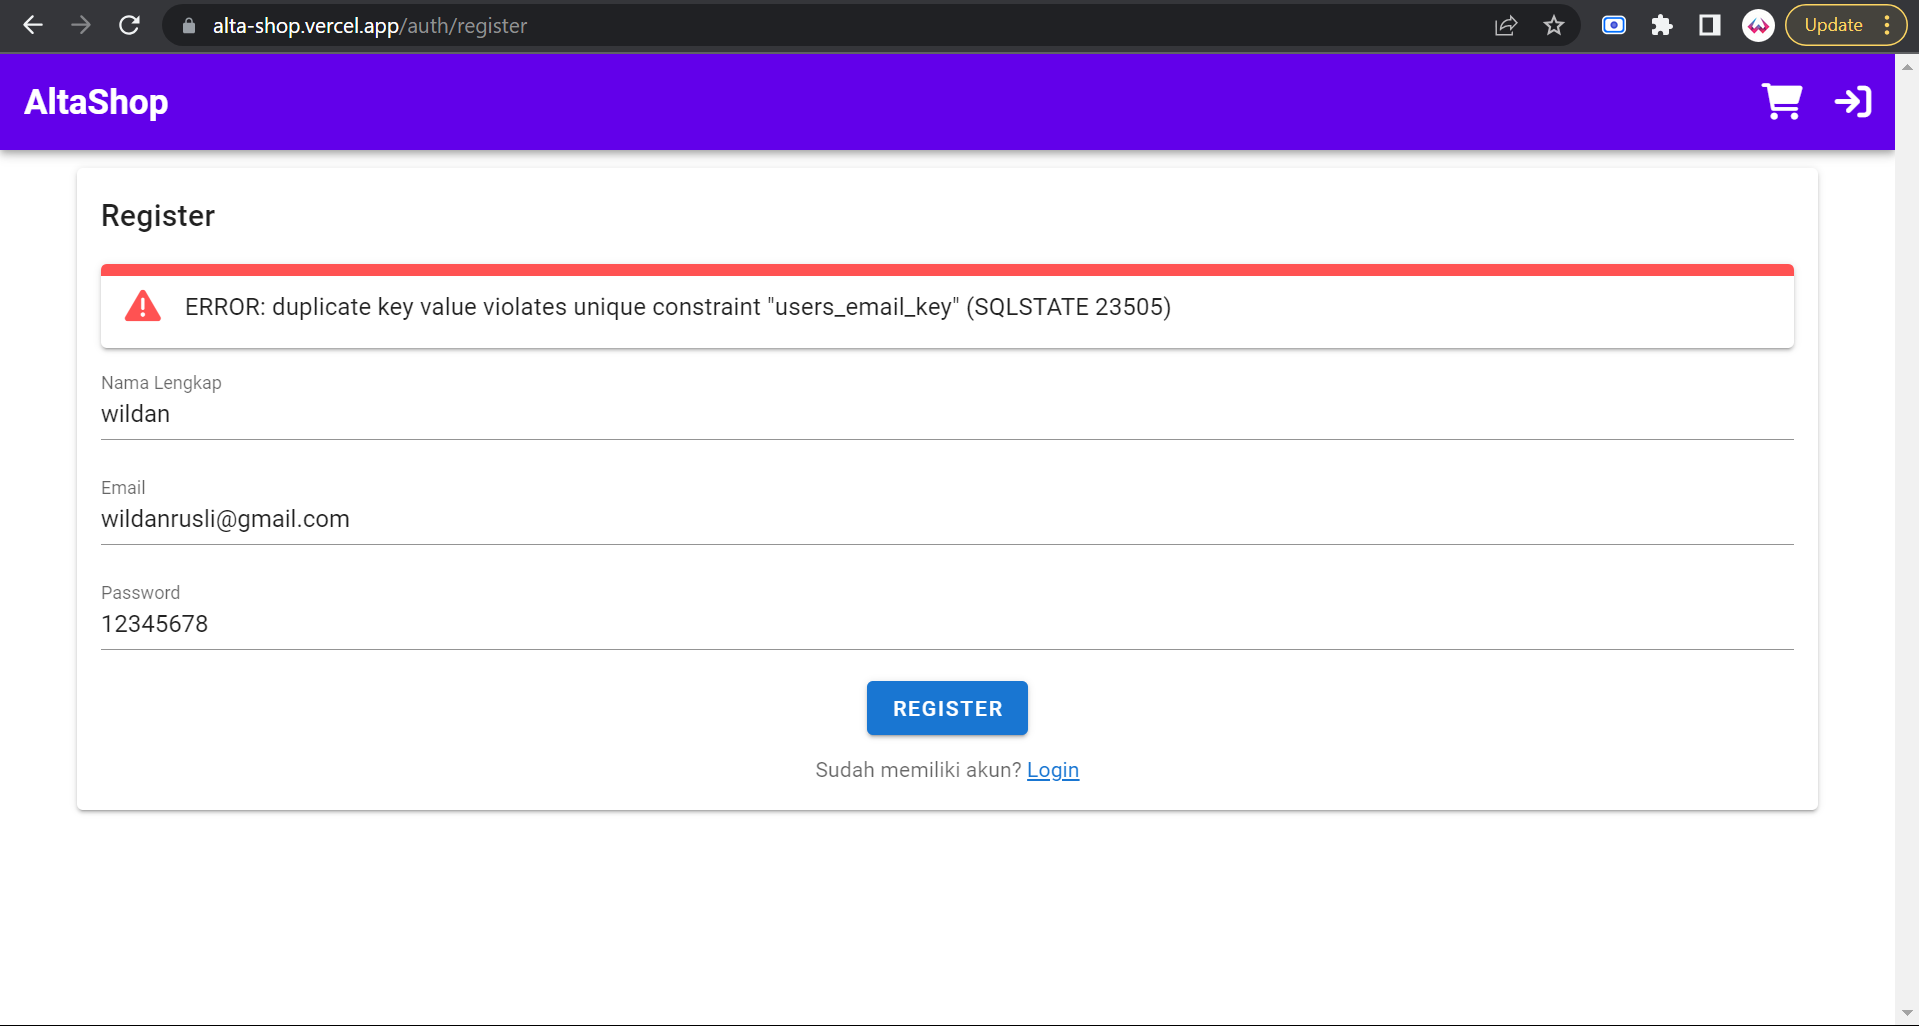 alta-shop.vercel.app/auth/register
Update
AltaShop
Register
ERROR: duplicate key value violates unique constraint "users_email_key" (SQLSTATE 23505)
Nama Lengkap
wildan
Email
wildanrusli@gmail.com
Password
12345678
REGISTER
Sudah memiliki akun? Login